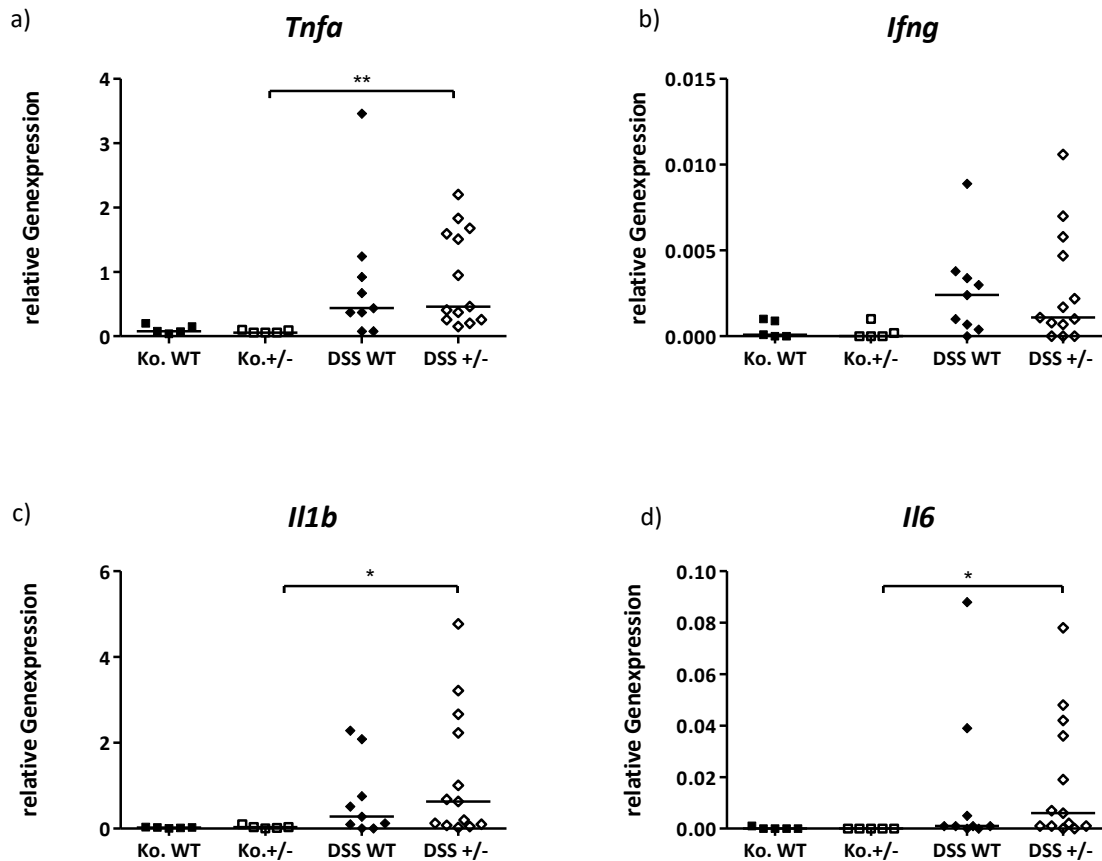 a)
Tnfa
relative Genexpression
4
3
2
1
0
**
Ko. WT
Ko.+/-
DSS WT
DSS +/-
b)
Ifng
relative Genexpression
0.015
0.010
0.005
0.000
Ko. WT
Ko.+/-
DSS WT
DSS +/-
c)
Il1b
relative Genexpression
6
4
2
0
*
Ko. WT
Ko.+/-
DSS WT
DSS +/-
d)
Il6
relative Genexpression
0.10
0.08
0.06
0.04
0.02
0.00
*
Ko. WT
Ko.+/-
DSS WT
DSS +/-